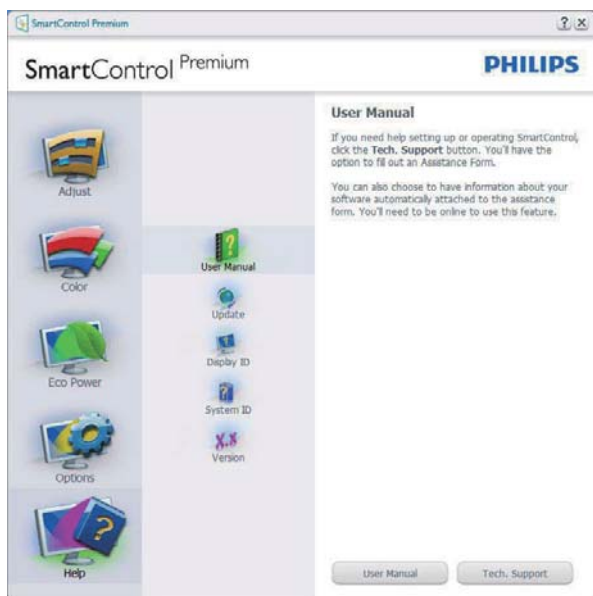 SmartControl Premium
SmartControl Premium
PHILIPS
Adjust
Color
Eco Power
Options
Help
User Manual
Update
Display ID
System ID
X.X
Version
User Manual
If you need help setting up or operating SmartControl,
click the Tech. Support button. You'll have the
option to fill out an Assistance Form.
You can also choose to have information about your
software automatically attached to the assistance
form. You'll need to be online to use this feature.
User Manual
Tech. Support